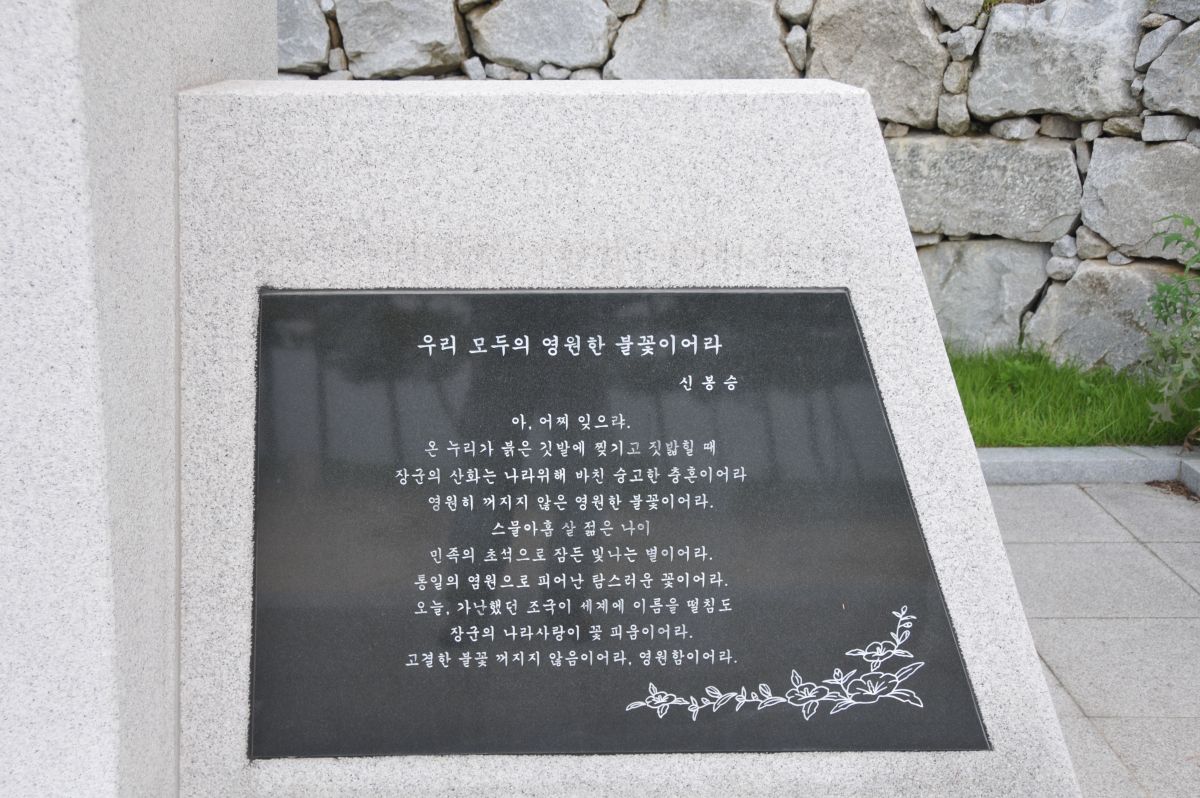 우리 모두의 영원한 불꽃이어라
신봉승
아, 어찌 잊으랴.
온 누리가 붉은 깃발에 찢기고 짓밟힐 때
장군의 산화는 나라위해 바친 숭고한 충혼이어라
영원히 꺼지지 않은 영원한 불꽃이어라.
스물아홉 살 젊은 나이
민족의 초석으로 잠든 빛나는 별이어라.
통일의 염원으로 피어난 탐스러운 꽃이어라.
오늘, 가난했던 조국이 세계에 이름을 떨침도
장군의 나라사랑이 꽃 피움이어라.
고결한 불꽃 꺼지지 않음이어라, 영원함이어라.